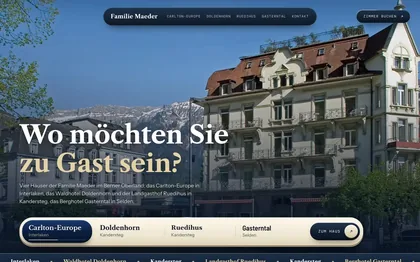 Familie Maeder
CARLTON-EUROPE
DOLDENHORN
RUEDIHUS
GASTERNTAL
KONTAKT
ZIMMER BUCHEN
Wo möchten Sie
zu Gast sein?
Vier Häuser der Familie Maeder im Berner Oberland: das Carlton-Europe in
Interlaken, das Waldhotel Doldenhorn und der Landgasthof Ruedihus in
Kandersteg, das Berghotel Gasterntal in Selden.
Carlton-Europe
Interlaken
Doldenhorn
Kandersteg
Ruedihus
Kandersteg
Gasterntal
Selden
ZUM HAUS
Interlaken
Waldhotel Doldenhorn
Kandersteg
Landgasthof Ruedihus
Kandersteg
Berghotel Gasterntal